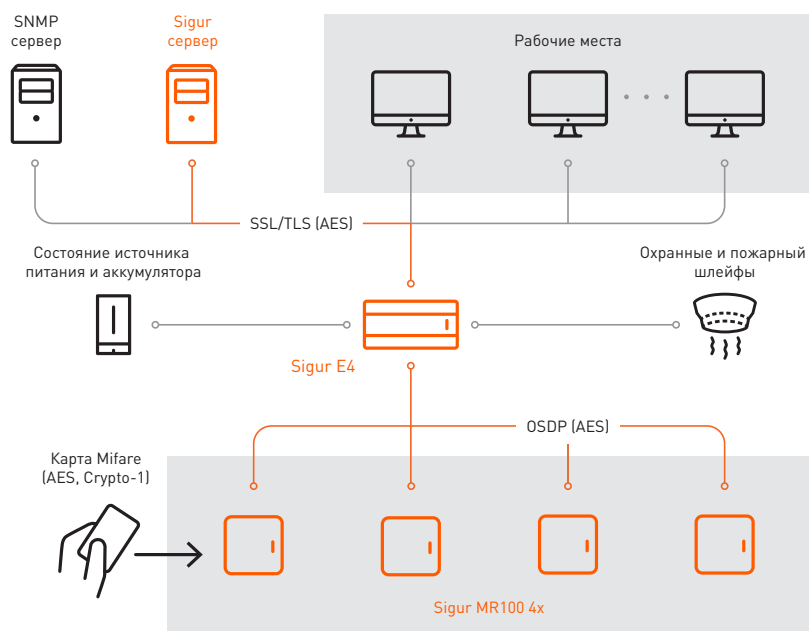 SNMP
сервер
Sigur
сервер
Рабочие места
SSL/TLS (AES)
Состояние источника
питания и аккумулятора
Охранные и пожарный
шлейфы
Sigur E4
OSDP (AES)
Карта Mifare
(AES, Crypto-1)
Sigur MR100 4x